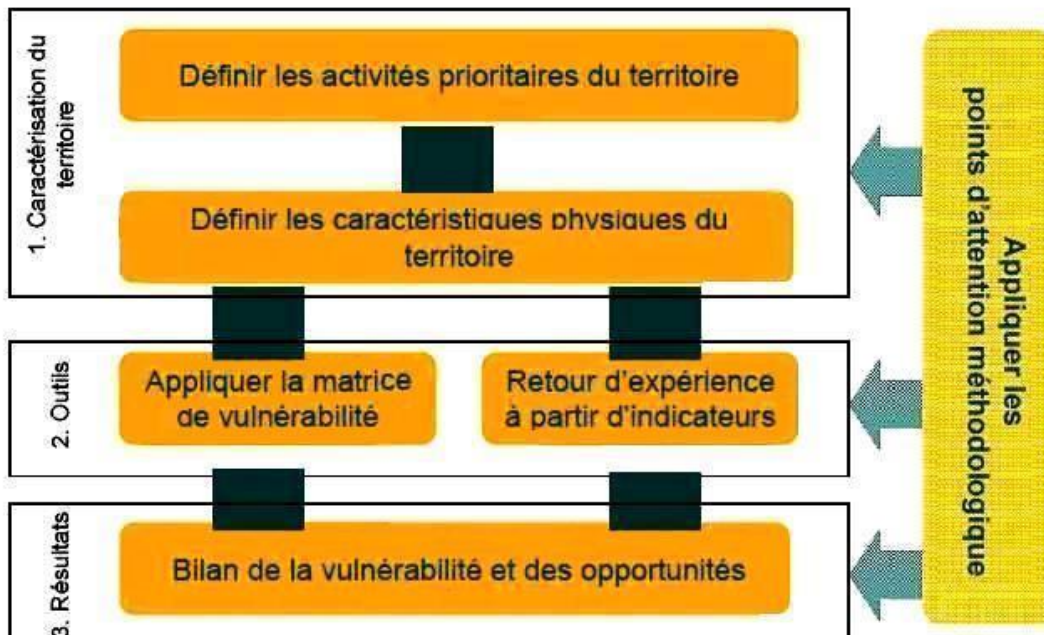 1. Caractérisation du
territoire
Définir les activités prioritaires du territoire
Définir les caractéristiques physiques du
territoire
2. Outils
Appliquer la matrice
de vulnérabilité
Retour d'expérience
à partir d'indicateurs
3. Résultats
Bilan de la vulnérabilité et des opportunités
Appliquer les
points d'attention méthodologique